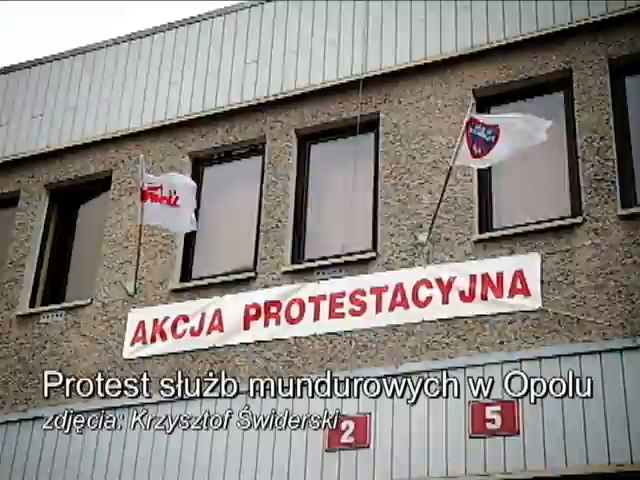 AKCJA PROTESTACYJNA
Protest służb mundurowych w Opolu
zdjęcia: Krzysztof Świderski
2
5